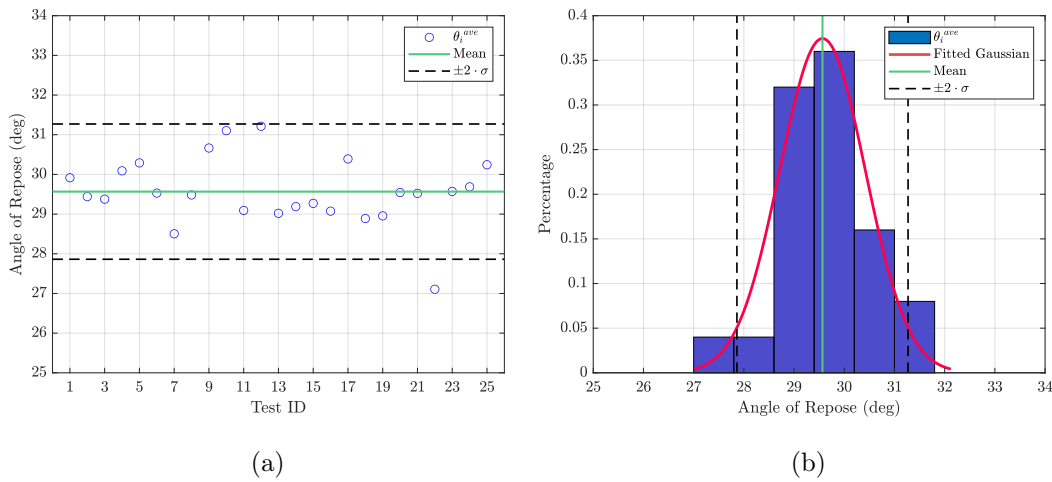 34
33
32
31
30
29
28
27
26
25
Angle of Repose (deg)
θᵢᵃᵛᵉ
Mean
±2 · σ
1 3 5 7 9 11 13 15 17 19 21 23 25
Test ID
(a)
0.4
0.35
0.3
0.25
0.2
0.15
0.1
0.05
0
Percentage
θᵢᵃᵛᵉ
Fitted Gaussian
Mean
±2 · σ
25 26 27 28 29 30 31 32 33 34
Angle of Repose (deg)
(b)